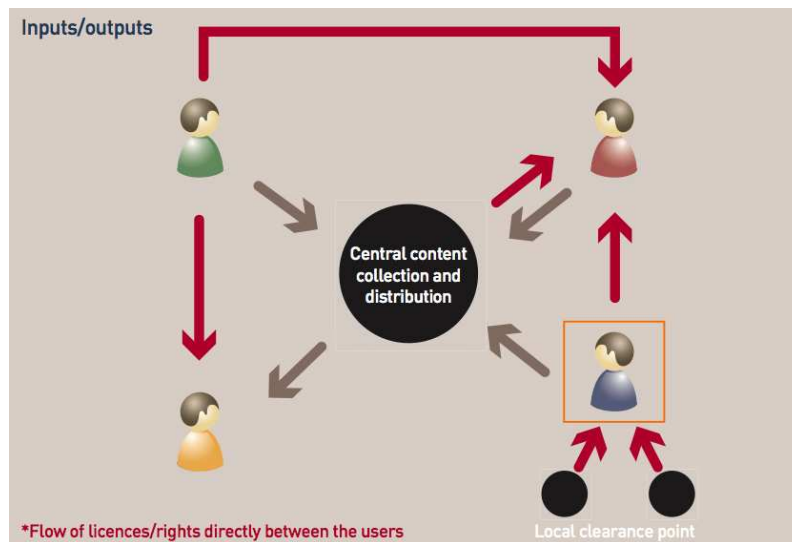 Inputs/outputs
Central content
collection and
distribution
*Flow of licences/rights directly between the users
Local clearance point